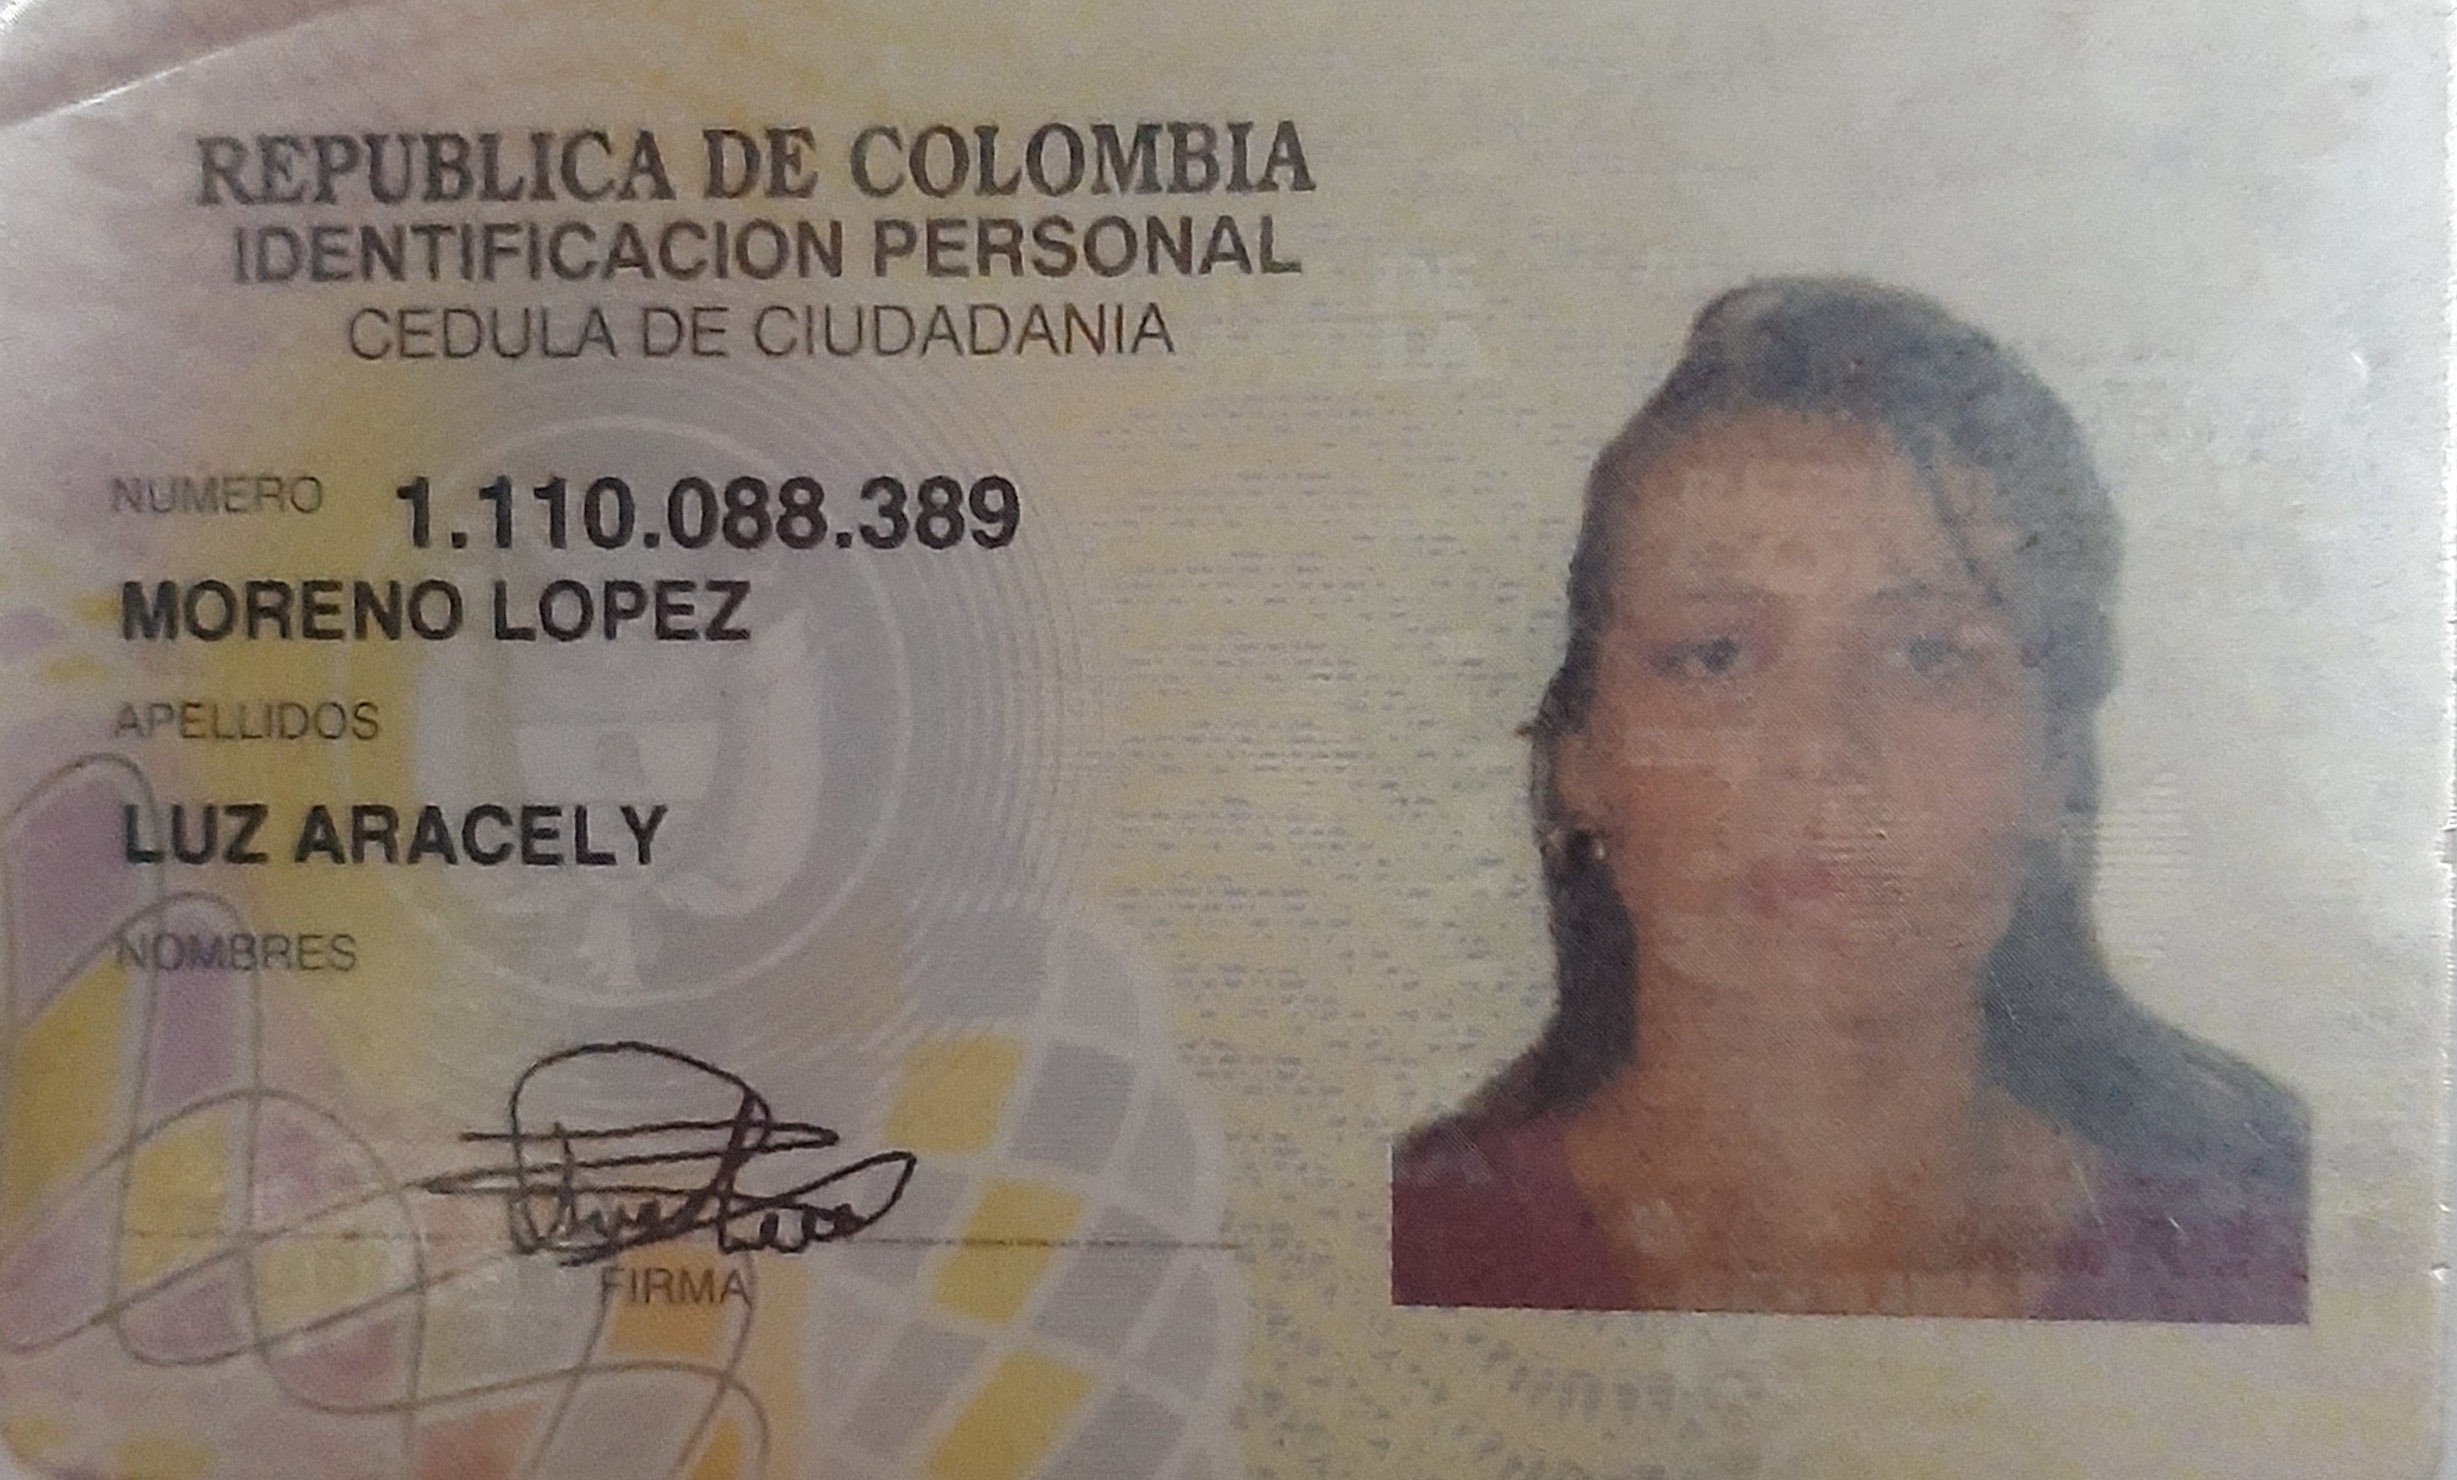 REPUBLICA DE COLOMBIA
IDENTIFICACION PERSONAL
CEDULA DE CIUDADANIA
NUMERO 1.110.088.389
MORENO LOPEZ
APELLIDOS
LUZ ARACELY
NOMBRES
FIRMA